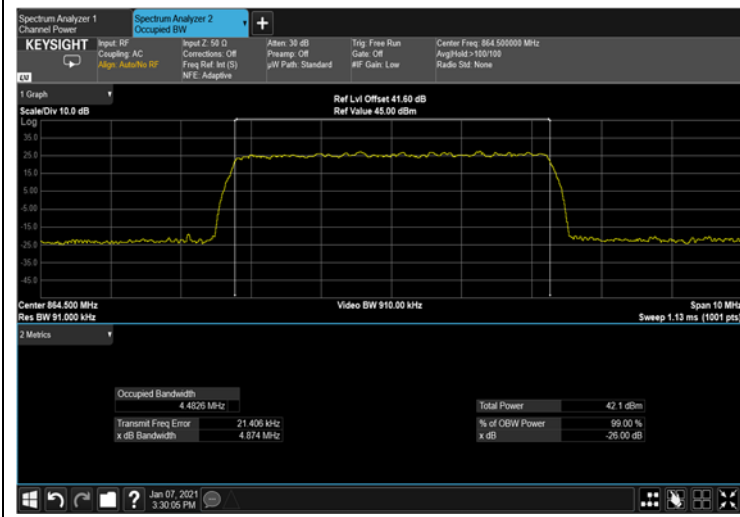 Spectrum Analyzer 1
Channel Power
Spectrum Analyzer 2
Occupied BW
+
KEYSIGHT
Input: RF
Coupling: AC
Align: Auto/No RF
Input Z: 50 Ω
Corrections: Off
Freq Ref: Int (S)
NFE: Adaptive
Atten: 30 dB
Preamp: Off
µW Path: Standard
Trig: Free Run
Gate: Off
#IF Gain: Low
Center Freq: 864.500000 MHz
Avg|Hold:>100/100
Radio Std: None
LXI
1 Graph
Scale/Div 10.0 dB
Ref Lvl Offset 41.60 dB
Ref Value 45.00 dBm
Log
35.0
25.0
15.0
5.00
-5.00
-15.0
-25.0
-35.0
-45.0
Center 864.500 MHz
Video BW 910.00 kHz
Span 10 MHz
Res BW 91.000 kHz
Sweep 1.13 ms (1001 pts)
2 Metrics
Occupied Bandwidth
4.4826 MHz
Total Power 42.1 dBm
Transmit Freq Error 21.406 kHz
% of OBW Power 99.00 %
x dB Bandwidth 4.874 MHz
x dB -26.00 dB
?
Jan 07, 2021
3:30:05 PM